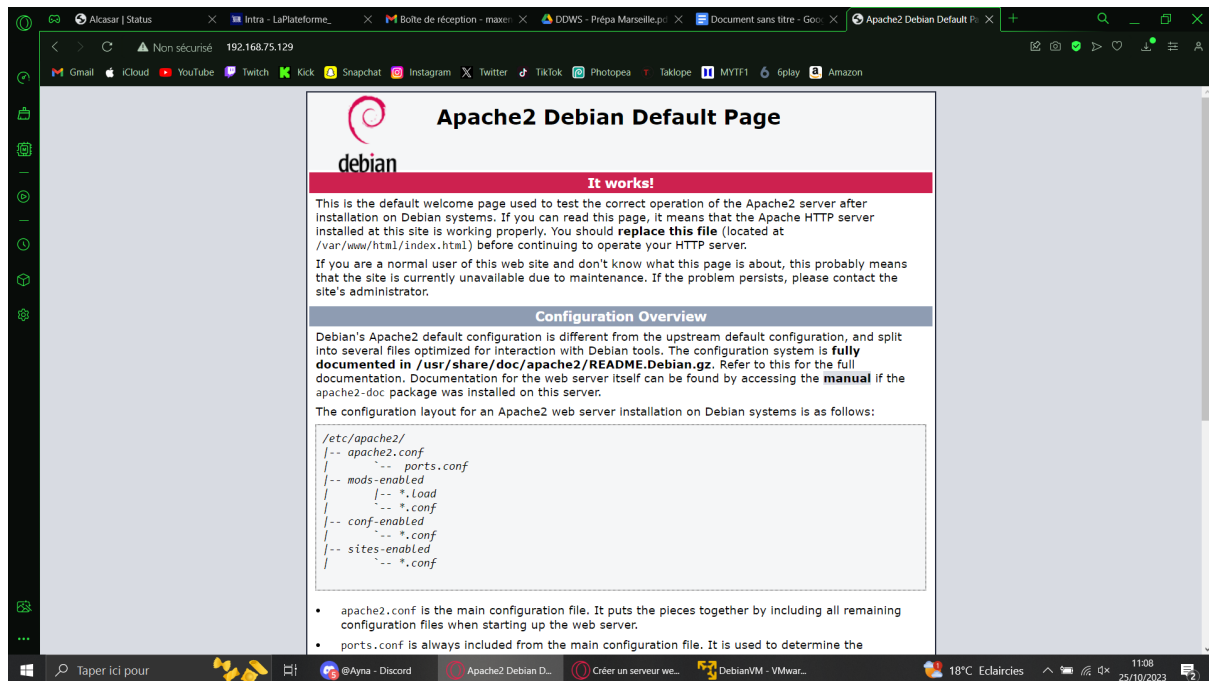 Alcasar | Status
Intra - LaPlateforme_
Boîte de réception - maxen
DDWS - Prépa Marseille.pd
Document sans titre - Goo
Apache2 Debian Default Pa
Non sécurisé 192.168.75.129
Gmail iCloud YouTube Twitch Kick Snapchat Instagram Twitter TikTok Photopea Taklope MYTF1 6play Amazon
debian
Apache2 Debian Default Page
It works!
This is the default welcome page used to test the correct operation of the Apache2 server after
installation on Debian systems. If you can read this page, it means that the Apache HTTP server
installed at this site is working properly. You should replace this file (located at
/var/www/html/index.html) before continuing to operate your HTTP server.
If you are a normal user of this web site and don't know what this page is about, this probably means
that the site is currently unavailable due to maintenance. If the problem persists, please contact the
site's administrator.
Configuration Overview
Debian's Apache2 default configuration is different from the upstream default configuration, and split
into several files optimized for interaction with Debian tools. The configuration system is fully
documented in /usr/share/doc/apache2/README.Debian.gz. Refer to this for the full
documentation. Documentation for the web server itself can be found by accessing the manual if the
apache2-doc package was installed on this server.
The configuration layout for an Apache2 web server installation on Debian systems is as follows:
/etc/apache2/
|-- apache2.conf
|       `--  ports.conf
|-- mods-enabled
|       |-- *.load
|       `-- *.conf
|-- conf-enabled
|       `-- *.conf
|-- sites-enabled
|       `-- *.conf
• apache2.conf is the main configuration file. It puts the pieces together by including all remaining
configuration files when starting up the web server.
• ports.conf is always included from the main configuration file. It is used to determine the
Taper ici pour
@Ayna - Discord
Apache2 Debian D...
Créer un serveur we...
DebianVM - VMwar...
18°C Eclaircies
11:08
25/10/2023
2